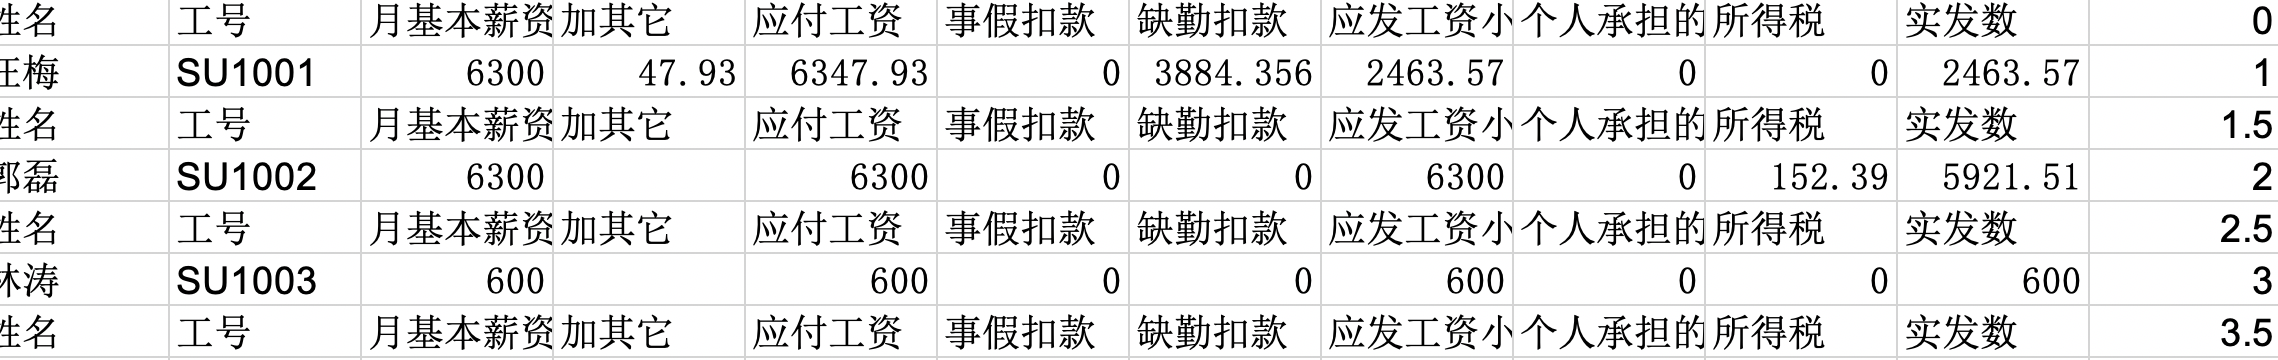 姓名 工号 月基本薪资 加其它 应付工资 事假扣款 缺勤扣款 应发工资小 个人承担的 所得税 实发数 0
汪梅 SU1001 6300 47.93 6347.93 0 3884.356 2463.57 0 0 2463.57 1
姓名 工号 月基本薪资 加其它 应付工资 事假扣款 缺勤扣款 应发工资小 个人承担的 所得税 实发数 1.5
郭磊 SU1002 6300 6300 0 0 6300 0 152.39 5921.51 2
姓名 工号 月基本薪资 加其它 应付工资 事假扣款 缺勤扣款 应发工资小 个人承担的 所得税 实发数 2.5
林涛 SU1003 600 600 0 0 600 0 0 600 3
姓名 工号 月基本薪资 加其它 应付工资 事假扣款 缺勤扣款 应发工资小 个人承担的 所得税 实发数 3.5